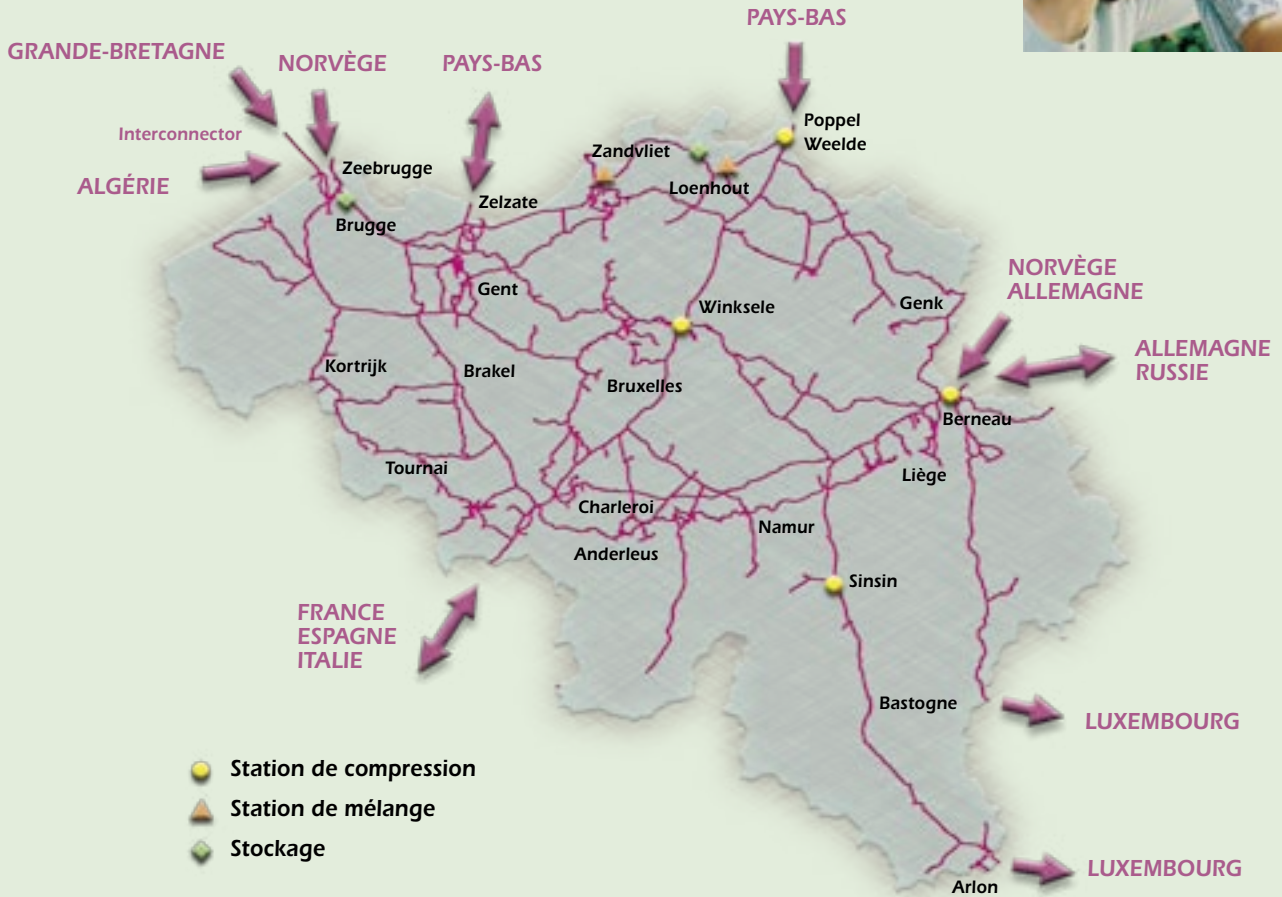 PAYS-BAS
GRANDE-BRETAGNE
NORVÈGE
PAYS-BAS
Interconnector
Poppel
Weelde
Zandvliet
Zeebrugge
ALGÉRIE
Loenhout
Zelzate
Brugge
NORVÈGE
ALLEMAGNE
Gent
Winksele
Genk
ALLEMAGNE
RUSSIE
Kortrijk
Brakel
Bruxelles
Berneau
Tournai
Liège
Charleroi
Namur
Anderleus
Sinsin
FRANCE
ESPAGNE
ITALIE
Bastogne
LUXEMBOURG
Station de compression
Station de mélange
Stockage
LUXEMBOURG
Arlon